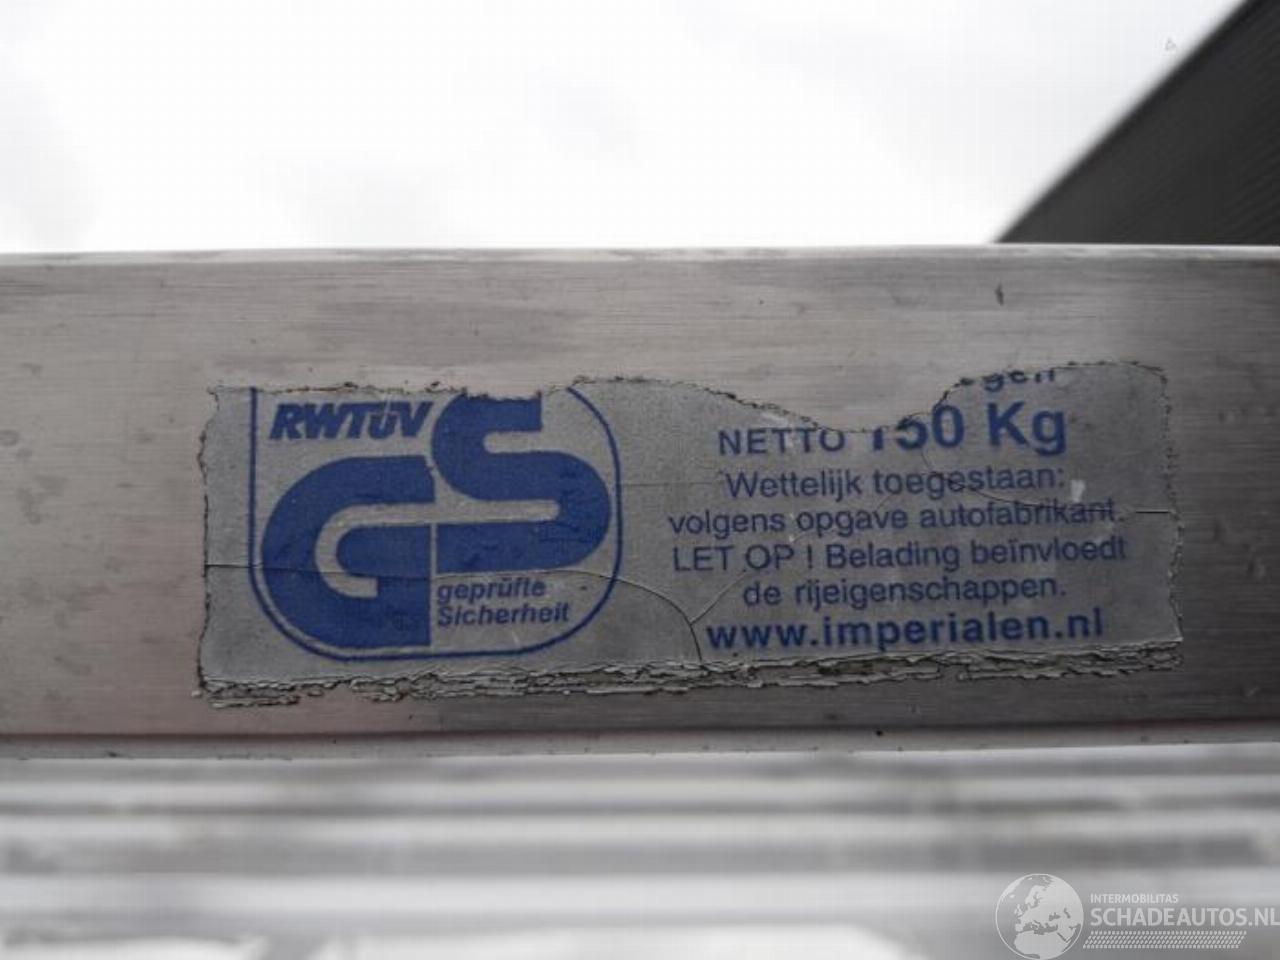 RWTÜV
GS
geprüfte
Sicherheit
NETTO 150 Kg
Wettelijk toegestaan:
volgens opgave autofabrikant.
LET OP ! Belading beïnvloedt
de rijeigenschappen.
www.imperialen.nl
INTERMOBILITAS
SCHADEAUTOS.NL